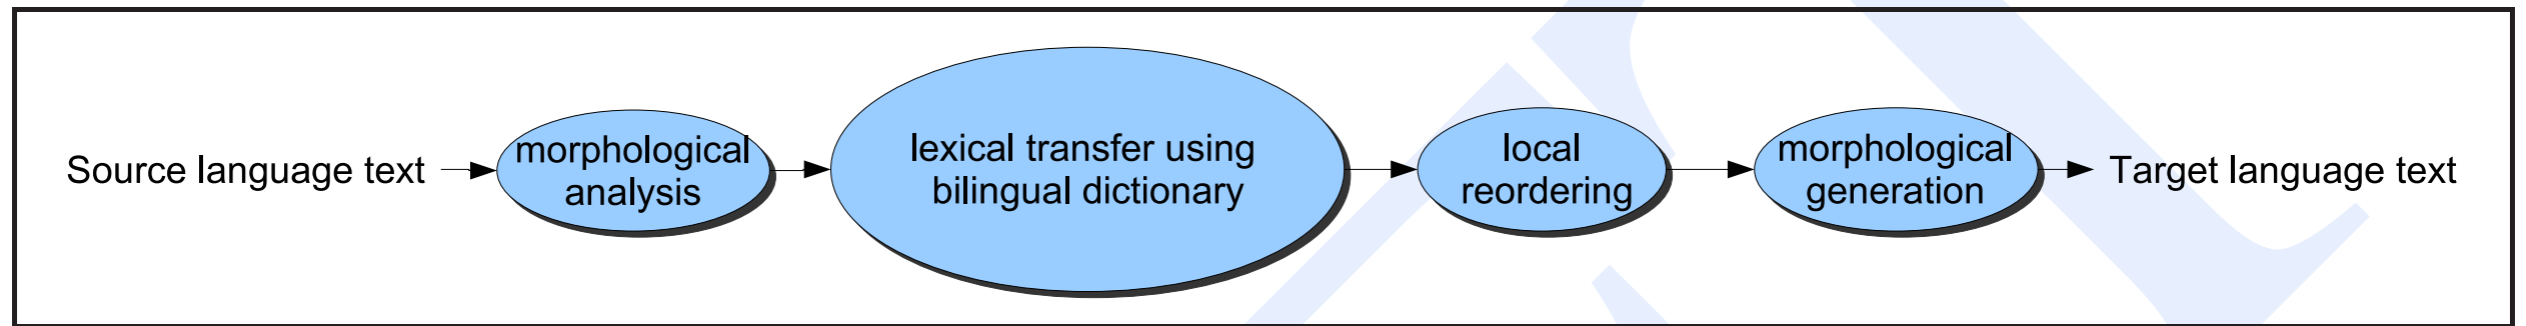 Source language text
morphological
analysis
lexical transfer using
bilingual dictionary
local
reordering
morphological
generation
Target language text